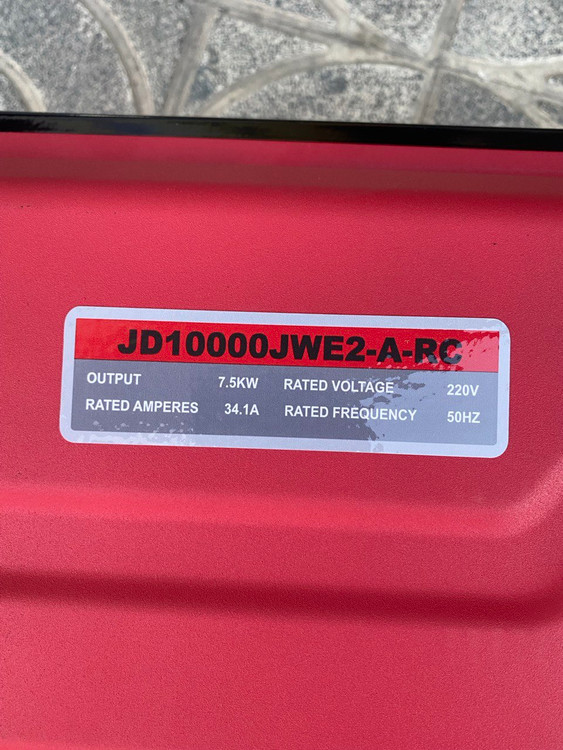 JD10000JWE2-A-RC
OUTPUT 7.5KW RATED VOLTAGE 220V
RATED AMPERES 34.1A RATED FREQUENCY 50HZ